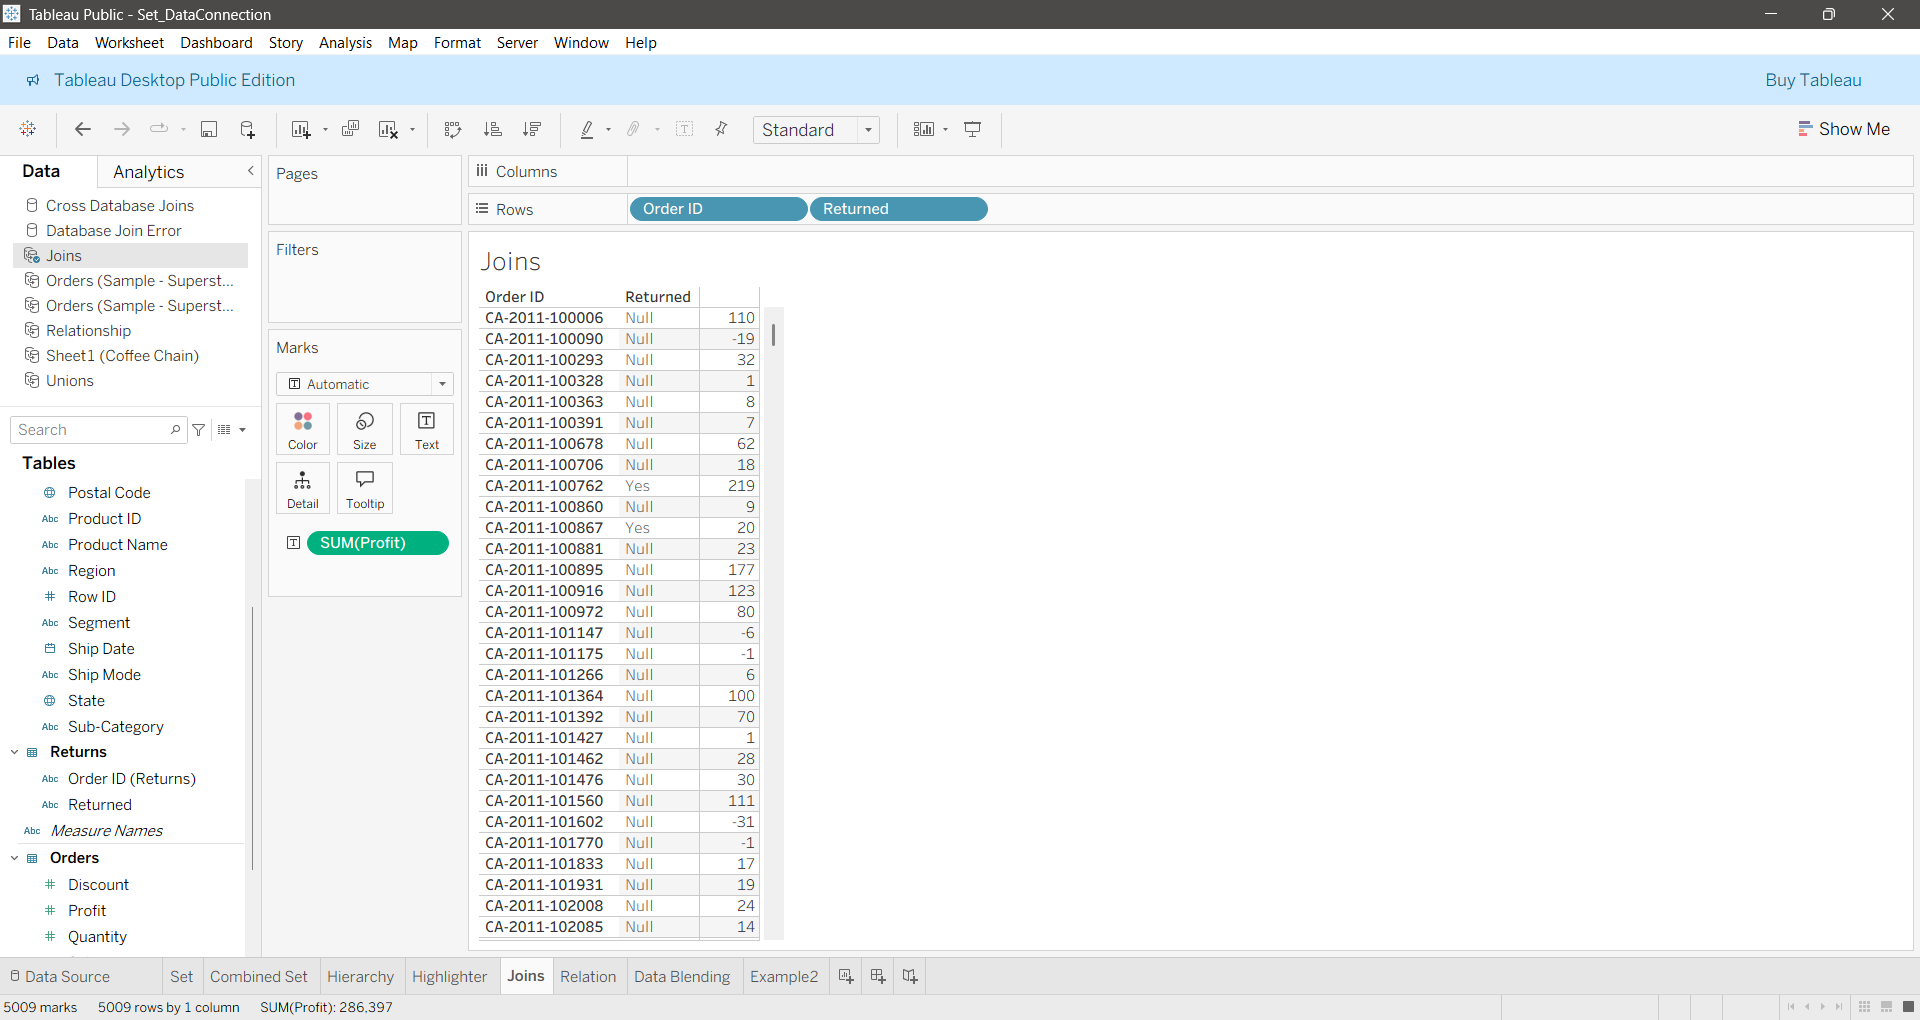 Tableau Public - Set_DataConnection
File Data Worksheet Dashboard Story Analysis Map Format Server Window Help
Tableau Desktop Public Edition Buy Tableau
Standard Show Me
Data Analytics
Cross Database Joins
Database Join Error
Joins
Orders (Sample - Superst...
Orders (Sample - Superst...
Relationship
Sheet1 (Coffee Chain)
Unions
Search
Tables
Postal Code
Abc Product ID
Abc Product Name
Abc Region
# Row ID
Abc Segment
Ship Date
Abc Ship Mode
State
Abc Sub-Category
Returns
Abc Order ID (Returns)
Abc Returned
Abc Measure Names
Orders
# Discount
# Profit
# Quantity
Pages
Filters
Marks
T Automatic
Color Size Text
Detail Tooltip
T SUM(Profit)
Columns
Rows Order ID Returned
Joins
Order ID Returned
CA-2011-100006 Null 110
CA-2011-100090 Null -19
CA-2011-100293 Null 32
CA-2011-100328 Null 1
CA-2011-100363 Null 8
CA-2011-100391 Null 7
CA-2011-100678 Null 62
CA-2011-100706 Null 18
CA-2011-100762 Yes 219
CA-2011-100860 Null 9
CA-2011-100867 Yes 20
CA-2011-100881 Null 23
CA-2011-100895 Null 177
CA-2011-100916 Null 123
CA-2011-100972 Null 80
CA-2011-101147 Null -6
CA-2011-101175 Null -1
CA-2011-101266 Null 6
CA-2011-101364 Null 100
CA-2011-101392 Null 70
CA-2011-101427 Null 1
CA-2011-101462 Null 28
CA-2011-101476 Null 30
CA-2011-101560 Null 111
CA-2011-101602 Null -31
CA-2011-101770 Null -1
CA-2011-101833 Null 17
CA-2011-101931 Null 19
CA-2011-102008 Null 24
CA-2011-102085 Null 14
Data Source Set Combined Set Hierarchy Highlighter Joins Relation Data Blending Example2
5009 marks 5009 rows by 1 column SUM(Profit): 286,397